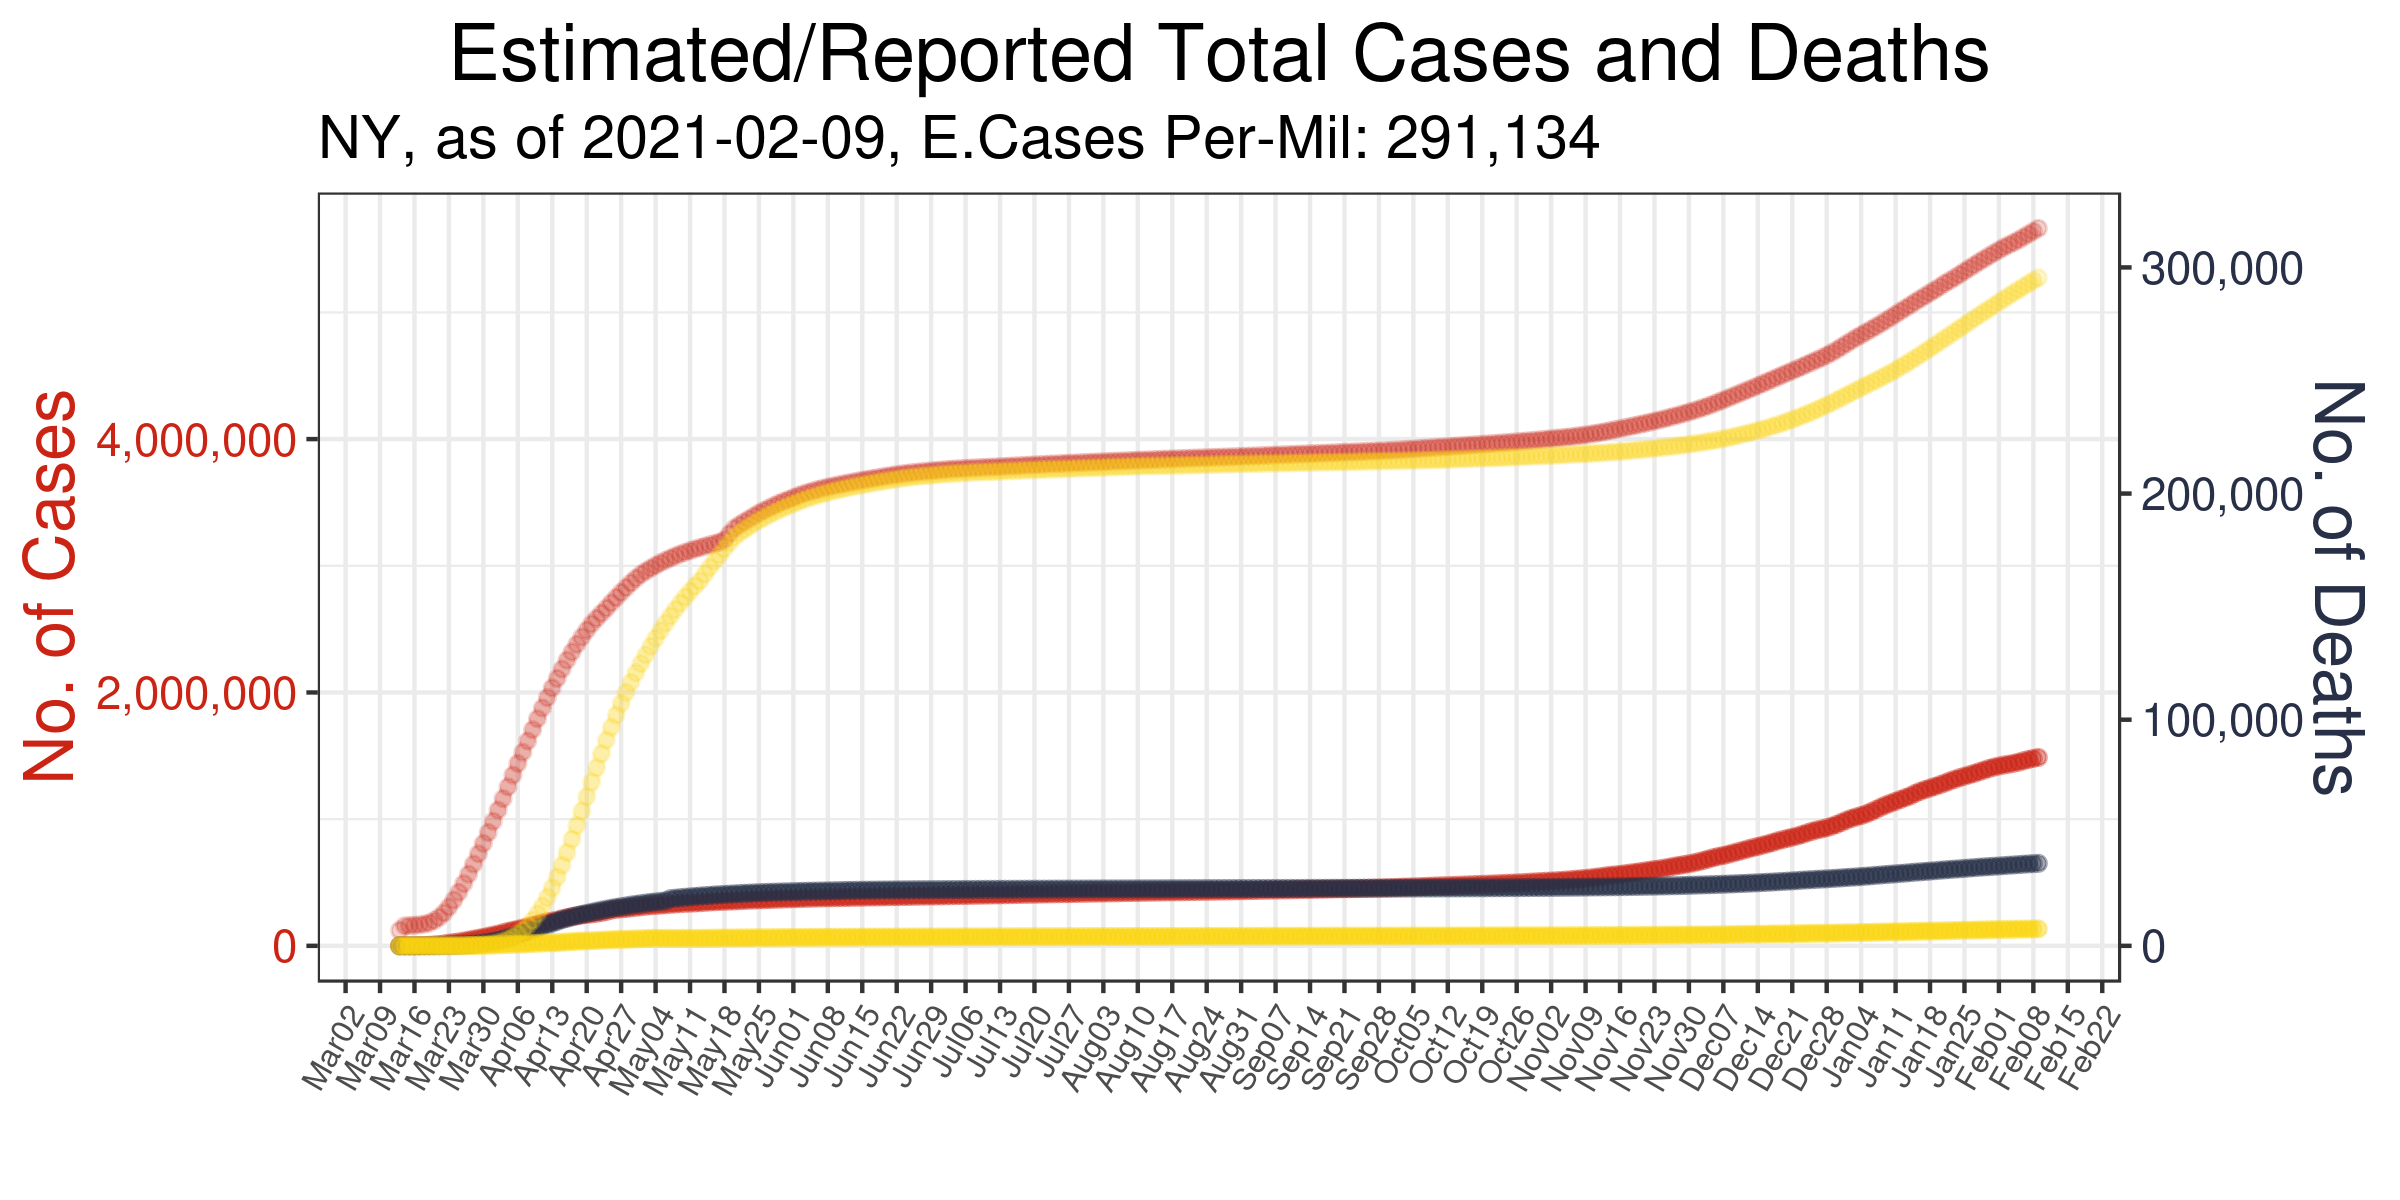 Estimated/Reported Total Cases and Deaths
NY, as of 2021-02-09, E.Cases Per-Mil: 291,134
No. of Cases
4,000,000
2,000,000
0
300,000
200,000
100,000
0
No. of Deaths
Mar02
Mar09
Mar16
Mar23
Mar30
Apr06
Apr13
Apr20
Apr27
May04
May11
May18
May25
Jun01
Jun08
Jun15
Jun22
Jun29
Jul06
Jul13
Jul20
Jul27
Aug03
Aug10
Aug17
Aug24
Aug31
Sep07
Sep14
Sep21
Sep28
Oct05
Oct12
Oct19
Oct26
Nov02
Nov09
Nov16
Nov23
Nov30
Dec07
Dec14
Dec21
Dec28
Jan04
Jan11
Jan18
Jan25
Feb01
Feb08
Feb15
Feb22